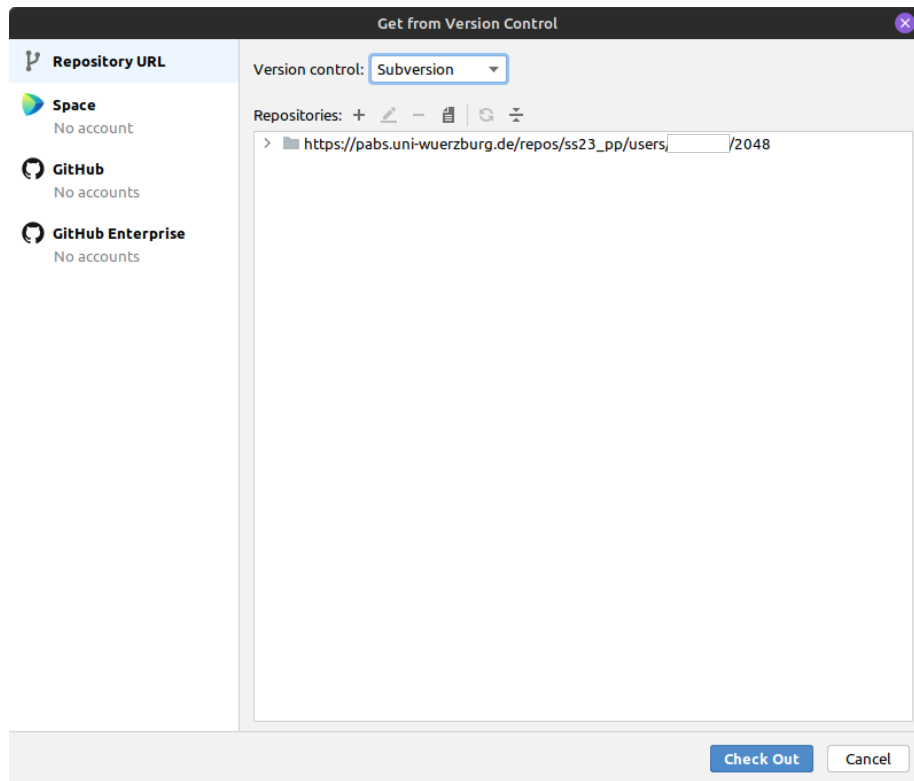 Get from Version Control
Repository URL
Space
No account
GitHub
No accounts
GitHub Enterprise
No accounts
Version control: Subversion
Repositories:
https://pabs.uni-wuerzburg.de/repos/ss23_pp/users/ /2048
Check Out
Cancel